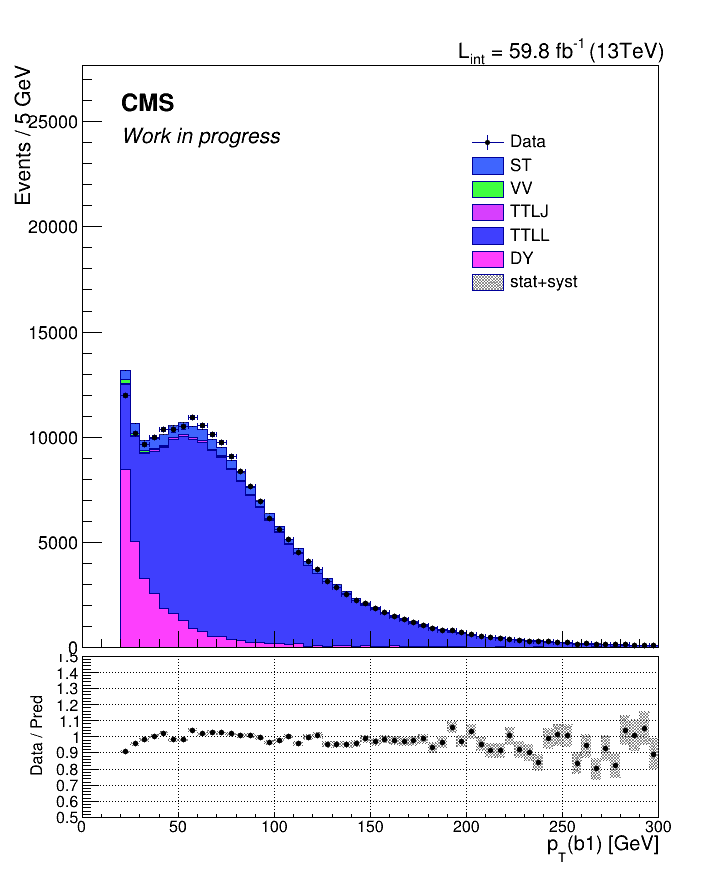 L_int = 59.8 fb^-1 (13TeV)
Events / 5 GeV
CMS
Work in progress
25000
20000
15000
10000
5000
0
Data
ST
VV
TTLJ
TTLL
DY
stat+syst
Data / Pred
1.5
1.4
1.3
1.2
1.1
1
0.9
0.8
0.7
0.6
0.5
0 50 100 150 200 250 300
p_T(b1) [GeV]